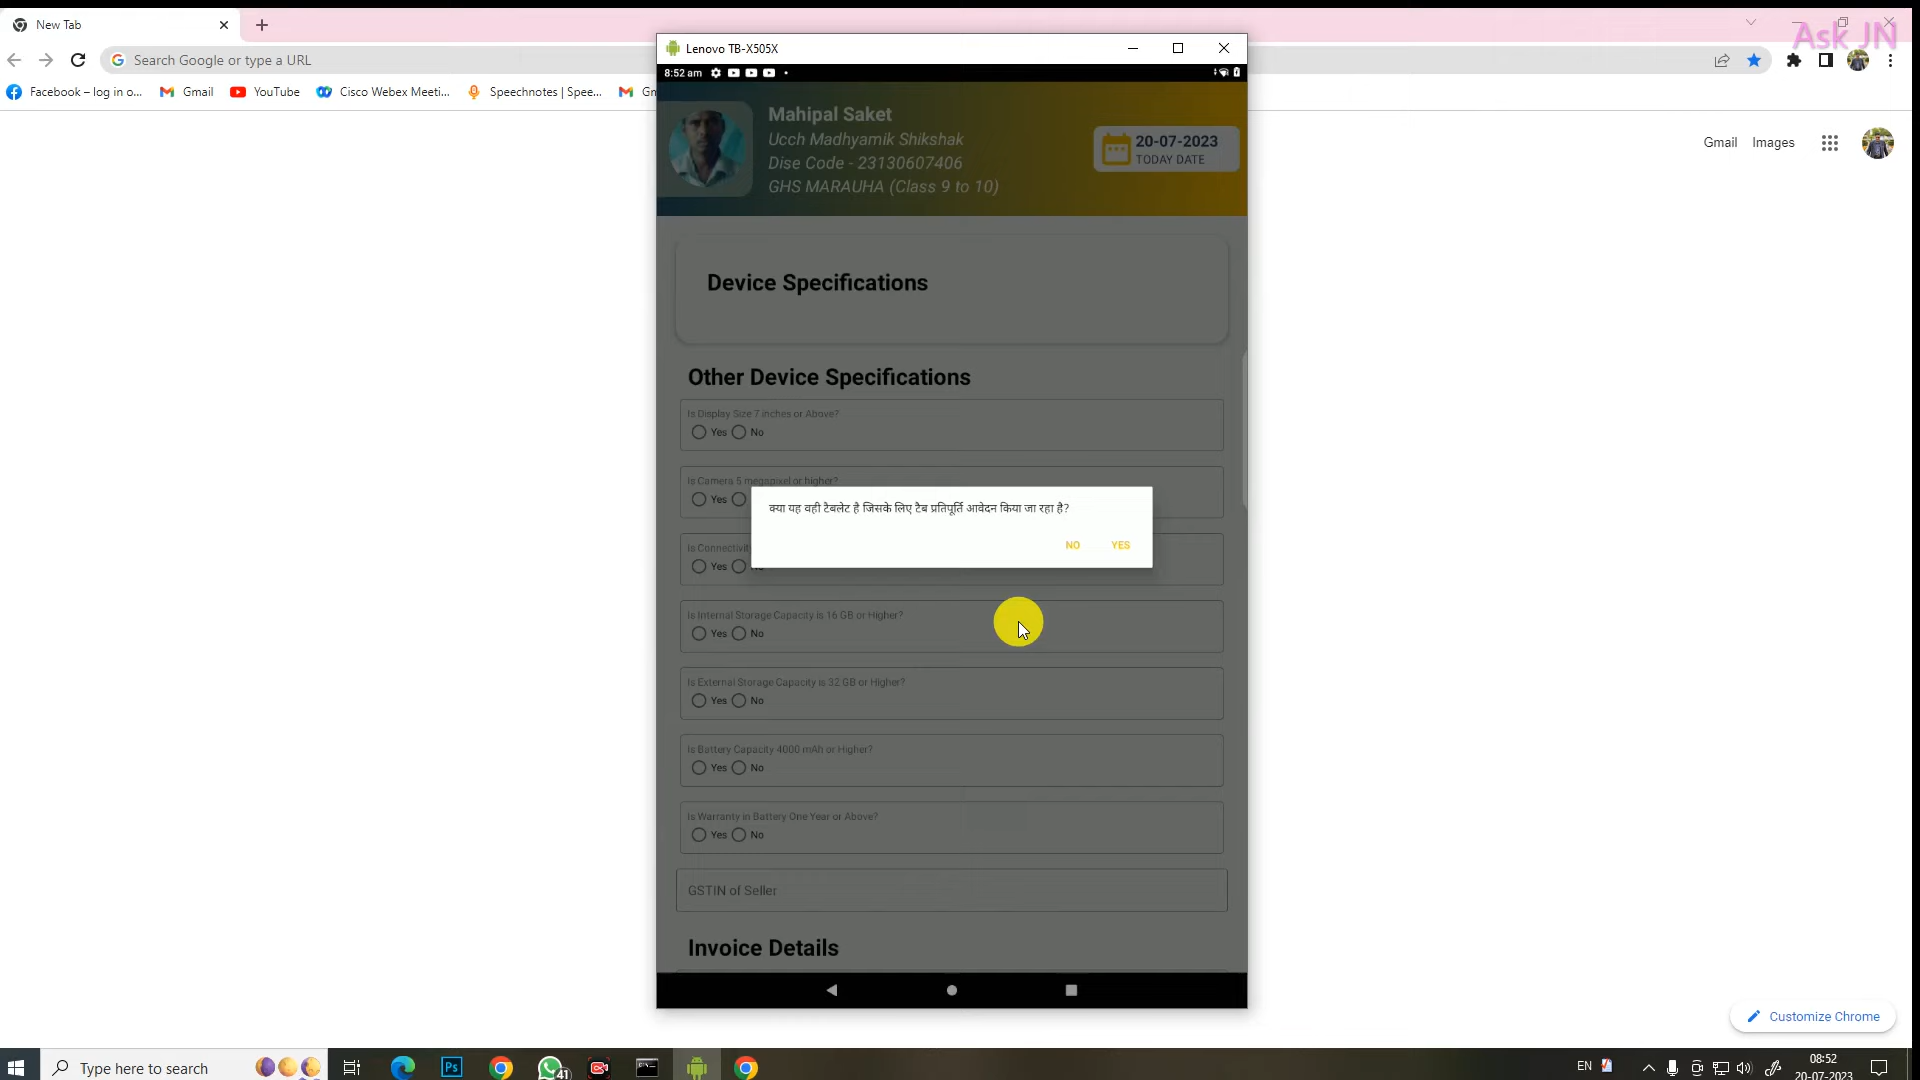 New Tab
Ask JN
Search Google or type a URL
Facebook – log in o...
Gmail
YouTube
Cisco Webex Meeti...
Speechnotes | Spee...
Gm
Gmail
Images
Lenovo TB-X505X
8:52 am
Mahipal Saket
Ucch Madhyamik Shikshak
Dise Code - 23130607406
GHS MARAUHA (Class 9 to 10)
20-07-2023
TODAY DATE
Device Specifications
Other Device Specifications
Is Display Size 7 inches or Above?
Yes No
Is Camera 5 megapixel or higher?
Yes
क्या यह वही टैबलेट है जिसके लिए टैब प्रतिपूर्ति आवेदन किया जा रहा है?
NO YES
Is Connectivit
Yes
Is Internal Storage Capacity is 16 GB or Higher?
Yes No
Is External Storage Capacity is 32 GB or Higher?
Yes No
Is Battery Capacity 4000 mAh or Higher?
Yes No
Is Warranty in Battery One Year or Above?
Yes No
GSTIN of Seller
Invoice Details
Customize Chrome
Type here to search
Ps
41
EN
08:52
20-07-2023